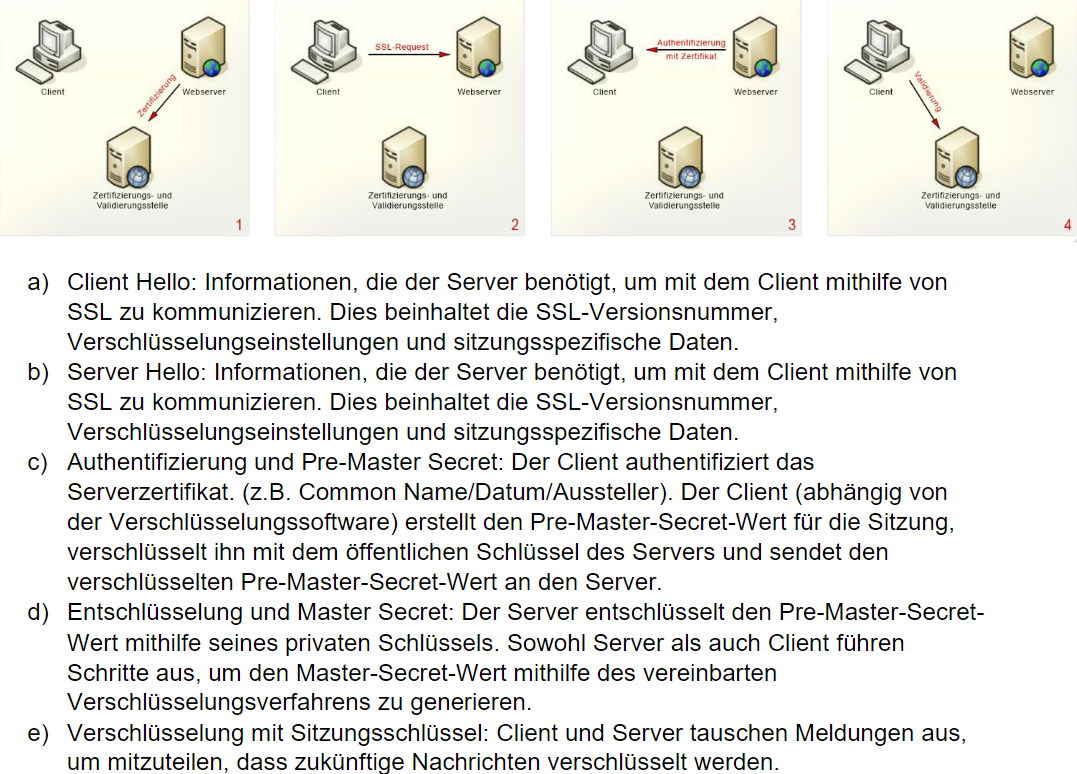 Client
Zertifizierung
Webserver
Zertifizierungs- und
Validierungsstelle
1
SSL-Request
Client
Webserver
Zertifizierungs- und
Validierungsstelle
2
Authentifizierung
mit Zertifikat
Client
Webserver
Zertifizierungs- und
Validierungsstelle
3
Client
Validierung
Webserver
Zertifizierungs- und
Validierungsstelle
4
a) Client Hello: Informationen, die der Server benötigt, um mit dem Client mithilfe von
SSL zu kommunizieren. Dies beinhaltet die SSL-Versionsnummer,
Verschlüsselungseinstellungen und sitzungsspezifische Daten.
b) Server Hello: Informationen, die der Server benötigt, um mit dem Client mithilfe von
SSL zu kommunizieren. Dies beinhaltet die SSL-Versionsnummer,
Verschlüsselungseinstellungen und sitzungsspezifische Daten.
c) Authentifizierung und Pre-Master Secret: Der Client authentifiziert das
Serverzertifikat. (z.B. Common Name/Datum/Aussteller). Der Client (abhängig von
der Verschlüsselungssoftware) erstellt den Pre-Master-Secret-Wert für die Sitzung,
verschlüsselt ihn mit dem öffentlichen Schlüssel des Servers und sendet den
verschlüsselten Pre-Master-Secret-Wert an den Server.
d) Entschlüsselung und Master Secret: Der Server entschlüsselt den Pre-Master-Secret-
Wert mithilfe seines privaten Schlüssels. Sowohl Server als auch Client führen
Schritte aus, um den Master-Secret-Wert mithilfe des vereinbarten
Verschlüsselungsverfahrens zu generieren.
e) Verschlüsselung mit Sitzungsschlüssel: Client und Server tauschen Meldungen aus,
um mitzuteilen, dass zukünftige Nachrichten verschlüsselt werden.